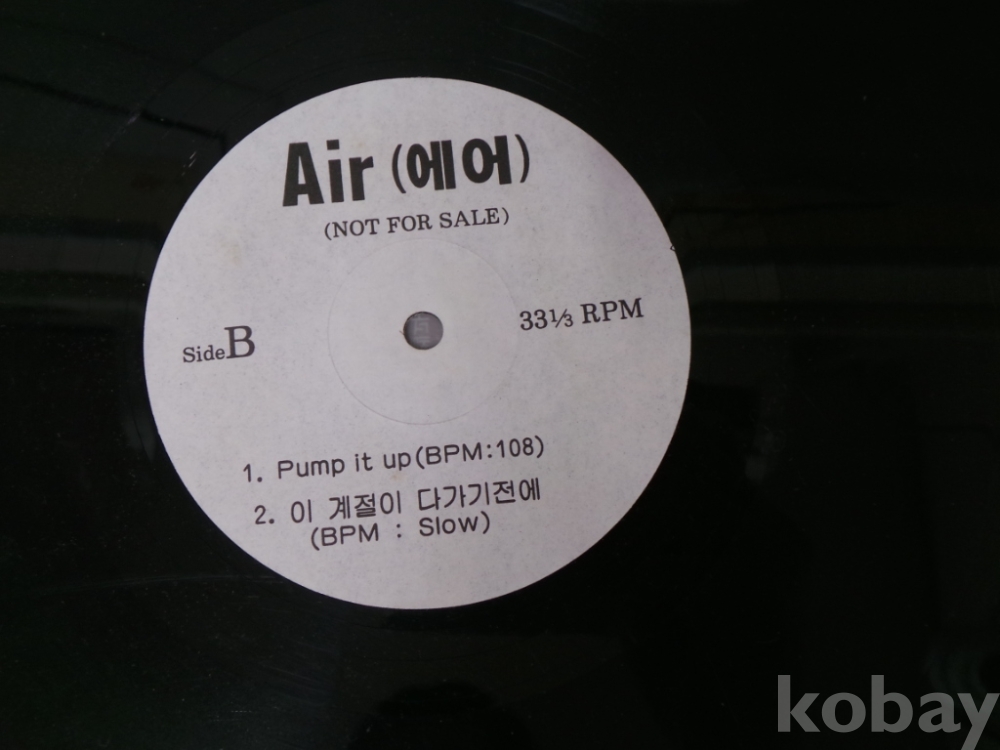 Air (에어)
(NOT FOR SALE)
Side B
33⅓ RPM
1. Pump it up(BPM:108)
2. 이 계절이 다가기전에
(BPM : Slow)
kobay